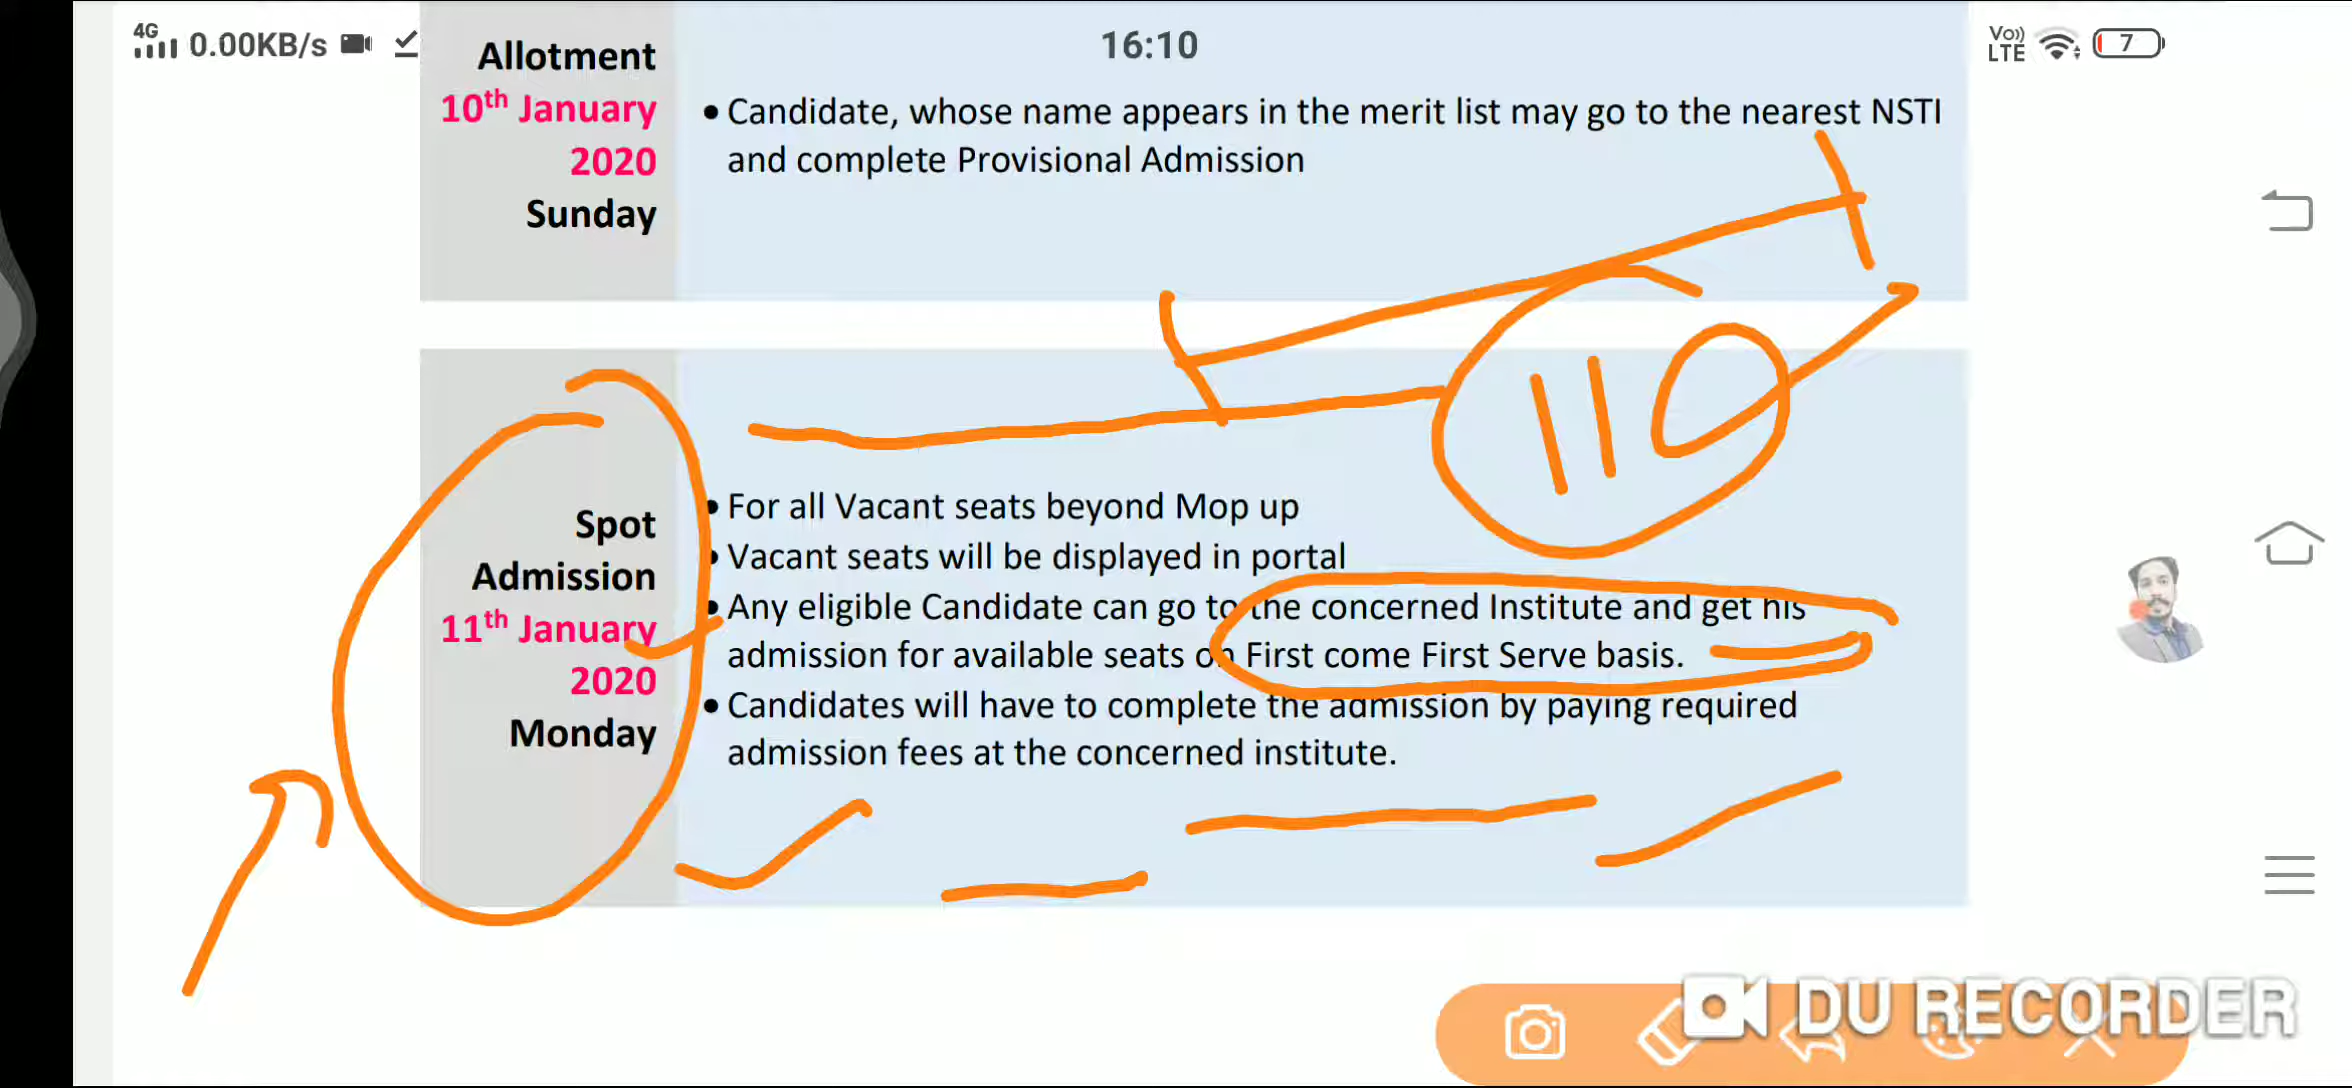 4G 0.00KB/s 16:10 Vo)) LTE 7
Allotment
10th January
2020
Sunday
• Candidate, whose name appears in the merit list may go to the nearest NSTI
and complete Provisional Admission
110
Spot
Admission
11th January
2020
Monday
• For all Vacant seats beyond Mop up
• Vacant seats will be displayed in portal
• Any eligible Candidate can go to the concerned Institute and get his
admission for available seats on First come First Serve basis.
• Candidates will have to complete the admission by paying required
admission fees at the concerned institute.
DU RECORDER